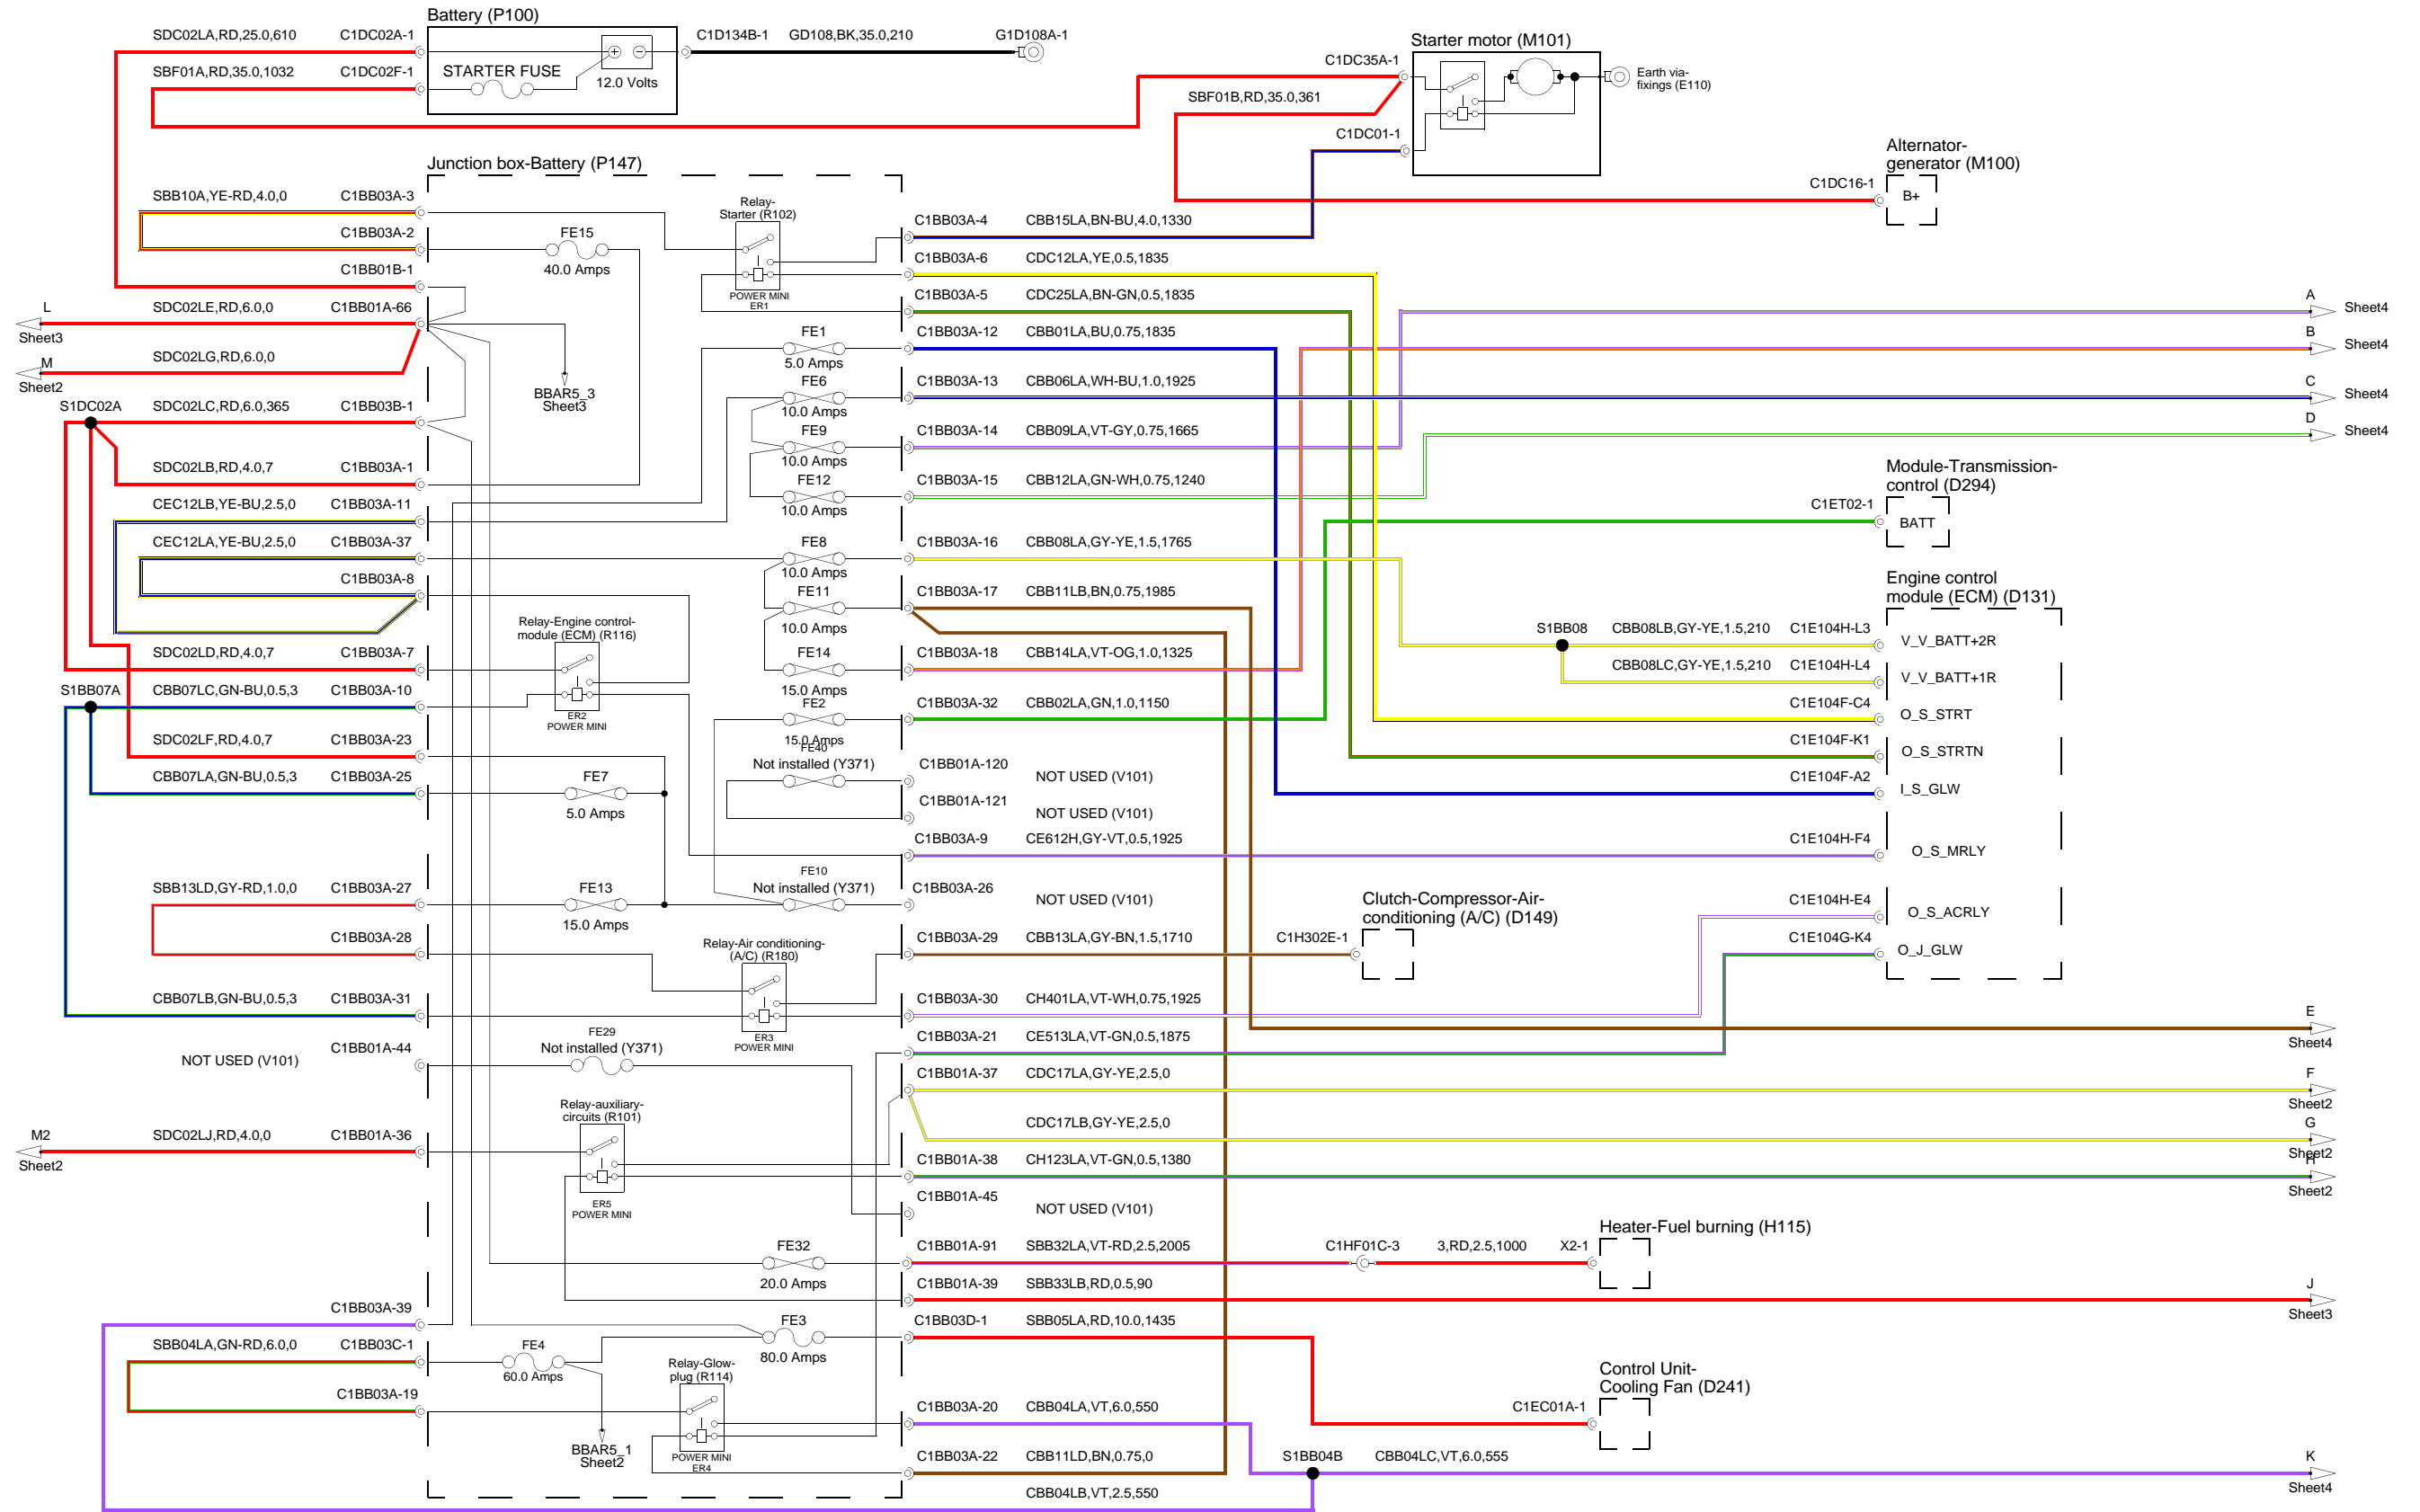 Battery (P100)
SDC02LA,RD,25.0,610
C1DC02A-1
C1D134B-1
GD108,BK,35.0,210
G1D108A-1
SBF01A,RD,35.0,1032
C1DC02F-1
STARTER FUSE
12.0 Volts
Starter motor (M101)
C1DC35A-1
Earth via-
fixings (E110)
SBF01B,RD,35.0,361
C1DC01-1
Alternator-
generator (M100)
C1DC16-1
B+
Junction box-Battery (P147)
SBB10A,YE-RD,4.0,0
C1BB03A-3
C1BB03A-2
C1BB01B-1
L
Sheet3
SDC02LE,RD,6.0,0
C1BB01A-66
M
Sheet2
SDC02LG,RD,6.0,0
S1DC02A
SDC02LC,RD,6.0,365
C1BB03B-1
SDC02LB,RD,4.0,7
C1BB03A-1
CEC12LB,YE-BU,2.5,0
C1BB03A-11
CEC12LA,YE-BU,2.5,0
C1BB03A-37
C1BB03A-8
SDC02LD,RD,4.0,7
C1BB03A-7
S1BB07A
CBB07LC,GN-BU,0.5,3
C1BB03A-10
SDC02LF,RD,4.0,7
C1BB03A-23
CBB07LA,GN-BU,0.5,3
C1BB03A-25
SBB13LD,GY-RD,1.0,0
C1BB03A-27
C1BB03A-28
CBB07LB,GN-BU,0.5,3
C1BB03A-31
NOT USED (V101)
C1BB01A-44
M2
Sheet2
SDC02LJ,RD,4.0,0
C1BB01A-36
C1BB03A-39
SBB04LA,GN-RD,6.0,0
C1BB03C-1
C1BB03A-19
FE15
40.0 Amps
Relay-
Starter (R102)
POWER MINI
ER1
BBAR5_3
Sheet3
FE1
5.0 Amps
FE6
10.0 Amps
FE9
10.0 Amps
FE12
10.0 Amps
FE8
10.0 Amps
FE11
10.0 Amps
FE14
15.0 Amps
FE2
15.0 Amps
FE40
Not installed (Y371)
Relay-Engine control-
module (ECM) (R116)
ER2
POWER MINI
FE7
5.0 Amps
FE13
15.0 Amps
FE10
Not installed (Y371)
Relay-Air conditioning-
(A/C) (R180)
ER3
POWER MINI
FE29
Not installed (Y371)
Relay-auxiliary-
circuits (R101)
ER5
POWER MINI
FE32
20.0 Amps
FE3
80.0 Amps
FE4
60.0 Amps
Relay-Glow-
plug (R114)
POWER MINI
ER4
BBAR5_1
Sheet2
C1BB03A-4
CBB15LA,BN-BU,4.0,1330
C1BB03A-6
CDC12LA,YE,0.5,1835
C1BB03A-5
CDC25LA,BN-GN,0.5,1835
C1BB03A-12
CBB01LA,BU,0.75,1835
C1BB03A-13
CBB06LA,WH-BU,1.0,1925
C1BB03A-14
CBB09LA,VT-GY,0.75,1665
C1BB03A-15
CBB12LA,GN-WH,0.75,1240
C1BB03A-16
CBB08LA,GY-YE,1.5,1765
C1BB03A-17
CBB11LB,BN,0.75,1985
C1BB03A-18
CBB14LA,VT-OG,1.0,1325
C1BB03A-32
CBB02LA,GN,1.0,1150
C1BB01A-120
NOT USED (V101)
C1BB01A-121
NOT USED (V101)
C1BB03A-9
CE612H,GY-VT,0.5,1925
C1BB03A-26
NOT USED (V101)
C1BB03A-29
CBB13LA,GY-BN,1.5,1710
C1BB03A-30
CH401LA,VT-WH,0.75,1925
C1BB03A-21
CE513LA,VT-GN,0.5,1875
C1BB01A-37
CDC17LA,GY-YE,2.5,0
CDC17LB,GY-YE,2.5,0
C1BB01A-38
CH123LA,VT-GN,0.5,1380
C1BB01A-45
NOT USED (V101)
C1BB01A-91
SBB32LA,VT-RD,2.5,2005
C1HF01C-3
3,RD,2.5,1000
X2-1
Heater-Fuel burning (H115)
C1BB01A-39
SBB33LB,RD,0.5,90
C1BB03D-1
SBB05LA,RD,10.0,1435
Control Unit-
Cooling Fan (D241)
C1EC01A-1
C1BB03A-20
CBB04LA,VT,6.0,550
C1BB03A-22
CBB11LD,BN,0.75,0
S1BB04B
CBB04LC,VT,6.0,555
CBB04LB,VT,2.5,550
A
Sheet4
B
Sheet4
C
Sheet4
D
Sheet4
Module-Transmission-
control (D294)
C1ET02-1
BATT
Engine control
module (ECM) (D131)
S1BB08
CBB08LB,GY-YE,1.5,210
C1E104H-L3
V_V_BATT+2R
CBB08LC,GY-YE,1.5,210
C1E104H-L4
V_V_BATT+1R
C1E104F-C4
O_S_STRT
C1E104F-K1
O_S_STRTN
C1E104F-A2
I_S_GLW
C1E104H-F4
O_S_MRLY
C1E104H-E4
O_S_ACRLY
C1E104G-K4
O_J_GLW
Clutch-Compressor-Air-
conditioning (A/C) (D149)
C1H302E-1
E
Sheet4
F
Sheet2
G
Sheet2
H
Sheet2
J
Sheet3
K
Sheet4